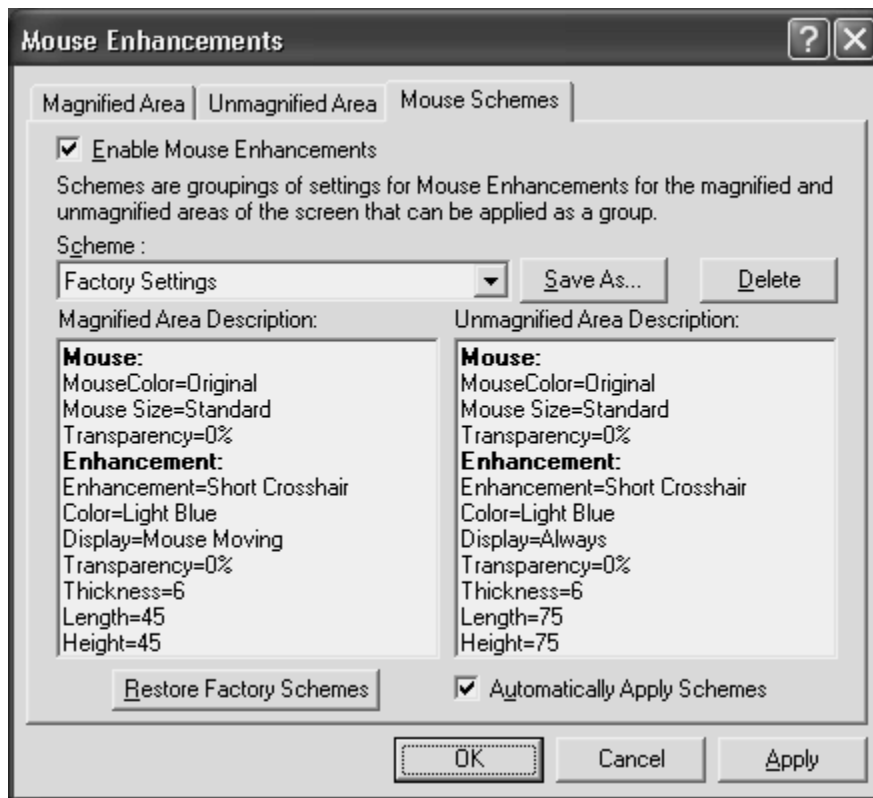 Mouse Enhancements
Magnified Area Unmagnified Area Mouse Schemes
Enable Mouse Enhancements
Schemes are groupings of settings for Mouse Enhancements for the magnified and
unmagnified areas of the screen that can be applied as a group.
Scheme :
Factory Settings Save As... Delete
Magnified Area Description:
Mouse:
MouseColor=Original
Mouse Size=Standard
Transparency=0%
Enhancement:
Enhancement=Short Crosshair
Color=Light Blue
Display=Mouse Moving
Transparency=0%
Thickness=6
Length=45
Height=45
Unmagnified Area Description:
Mouse:
MouseColor=Original
Mouse Size=Standard
Transparency=0%
Enhancement:
Enhancement=Short Crosshair
Color=Light Blue
Display=Always
Transparency=0%
Thickness=6
Length=75
Height=75
Restore Factory Schemes Automatically Apply Schemes
OK Cancel Apply